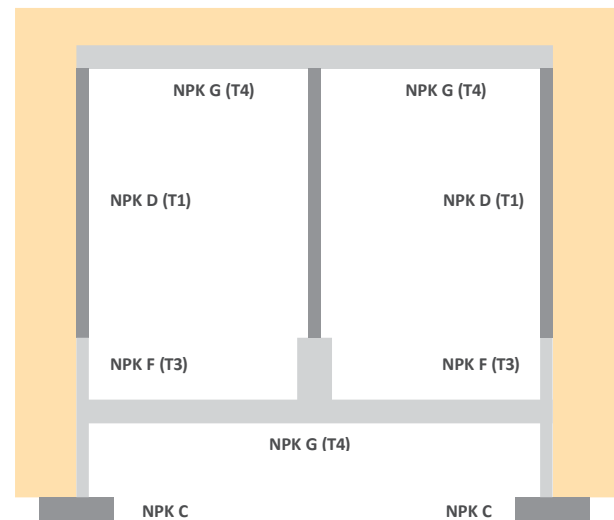 NPK G (T4) NPK G (T4)
NPK D (T1) NPK D (T1)
NPK F (T3) NPK F (T3)
NPK G (T4)
NPK C NPK C